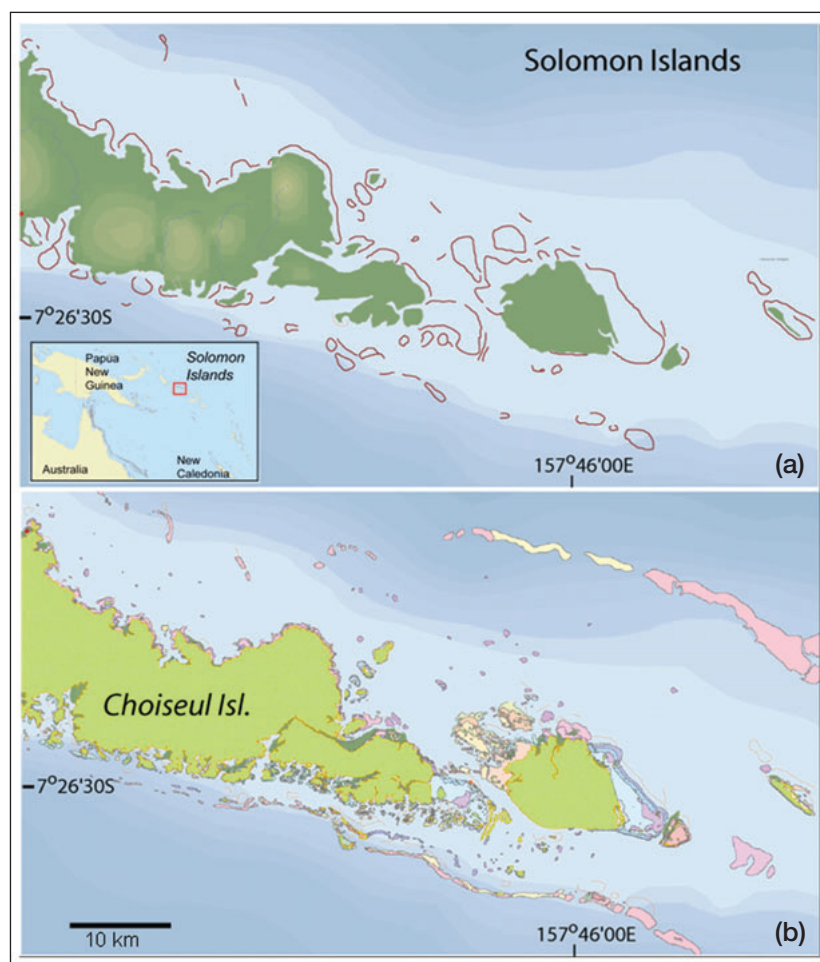 Solomon Islands
7°26'30S
Papua
New
Guinea
Solomon
Islands
Australia
New
Caledonia
157°46'00E
(a)
Choiseul Isl.
7°26'30S
10 km
157°46'00E
(b)